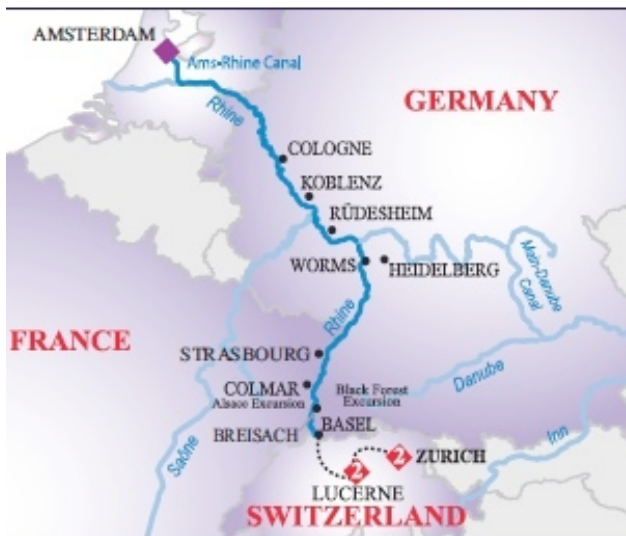 AMSTERDAM
Ams-Rhine Canal
Rhine
GERMANY
COLOGNE
KOBLENZ
RÜDESHEIM
WORMS
HEIDELBERG
Main-Danube
Canal
Rhine
FRANCE
STRASBOURG
Danube
COLMAR
Alsace Excursion
Black Forest
Excursion
BASEL
BREISACH
Inn
Saône
2
2
ZURICH
LUCERNE
SWITZERLAND